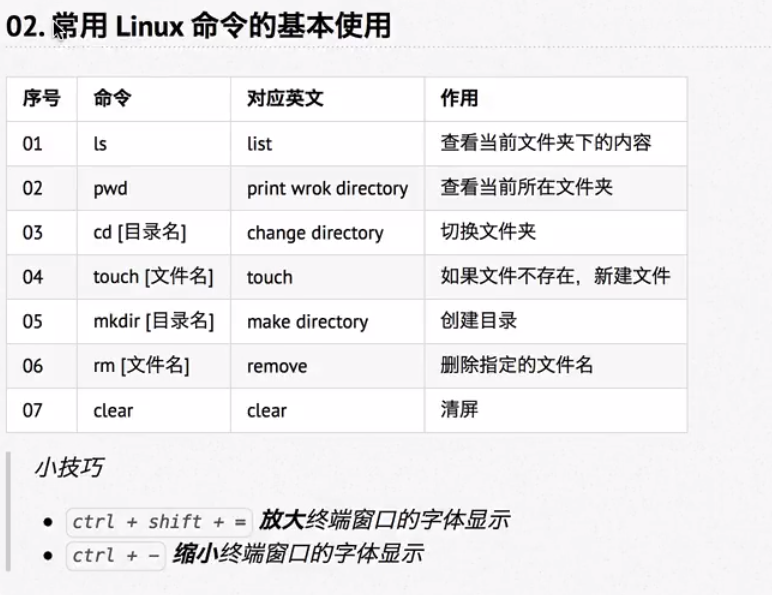 02. 常用 Linux 命令的基本使用
序号 命令 对应英文 作用
01 ls list 查看当前文件夹下的内容
02 pwd print wrok directory 查看当前所在文件夹
03 cd [目录名] change directory 切换文件夹
04 touch [文件名] touch 如果文件不存在，新建文件
05 mkdir [目录名] make directory 创建目录
06 rm [文件名] remove 删除指定的文件名
07 clear clear 清屏
小技巧
• ctrl + shift + = 放大终端窗口的字体显示
• ctrl + - 缩小终端窗口的字体显示